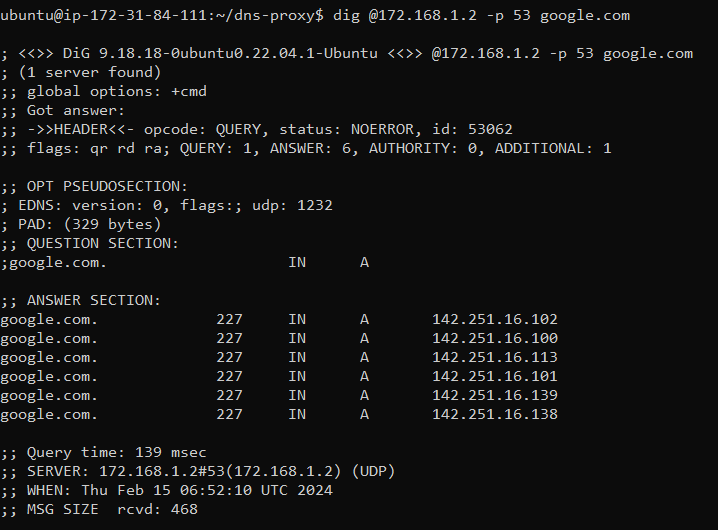 ubuntu@ip-172-31-84-111:~/dns-proxy$ dig @172.168.1.2 -p 53 google.com
; <<>> DiG 9.18.18-0ubuntu0.22.04.1-Ubuntu <<>> @172.168.1.2 -p 53 google.com
; (1 server found)
;; global options: +cmd
;; Got answer:
;; ->>HEADER<<- opcode: QUERY, status: NOERROR, id: 53062
;; flags: qr rd ra; QUERY: 1, ANSWER: 6, AUTHORITY: 0, ADDITIONAL: 1
;; OPT PSEUDOSECTION:
; EDNS: version: 0, flags:; udp: 1232
; PAD: (329 bytes)
;; QUESTION SECTION:
;google.com. IN A
;; ANSWER SECTION:
google.com. 227 IN A 142.251.16.102
google.com. 227 IN A 142.251.16.100
google.com. 227 IN A 142.251.16.113
google.com. 227 IN A 142.251.16.101
google.com. 227 IN A 142.251.16.139
google.com. 227 IN A 142.251.16.138
;; Query time: 139 msec
;; SERVER: 172.168.1.2#53(172.168.1.2) (UDP)
;; WHEN: Thu Feb 15 06:52:10 UTC 2024
;; MSG SIZE rcvd: 468